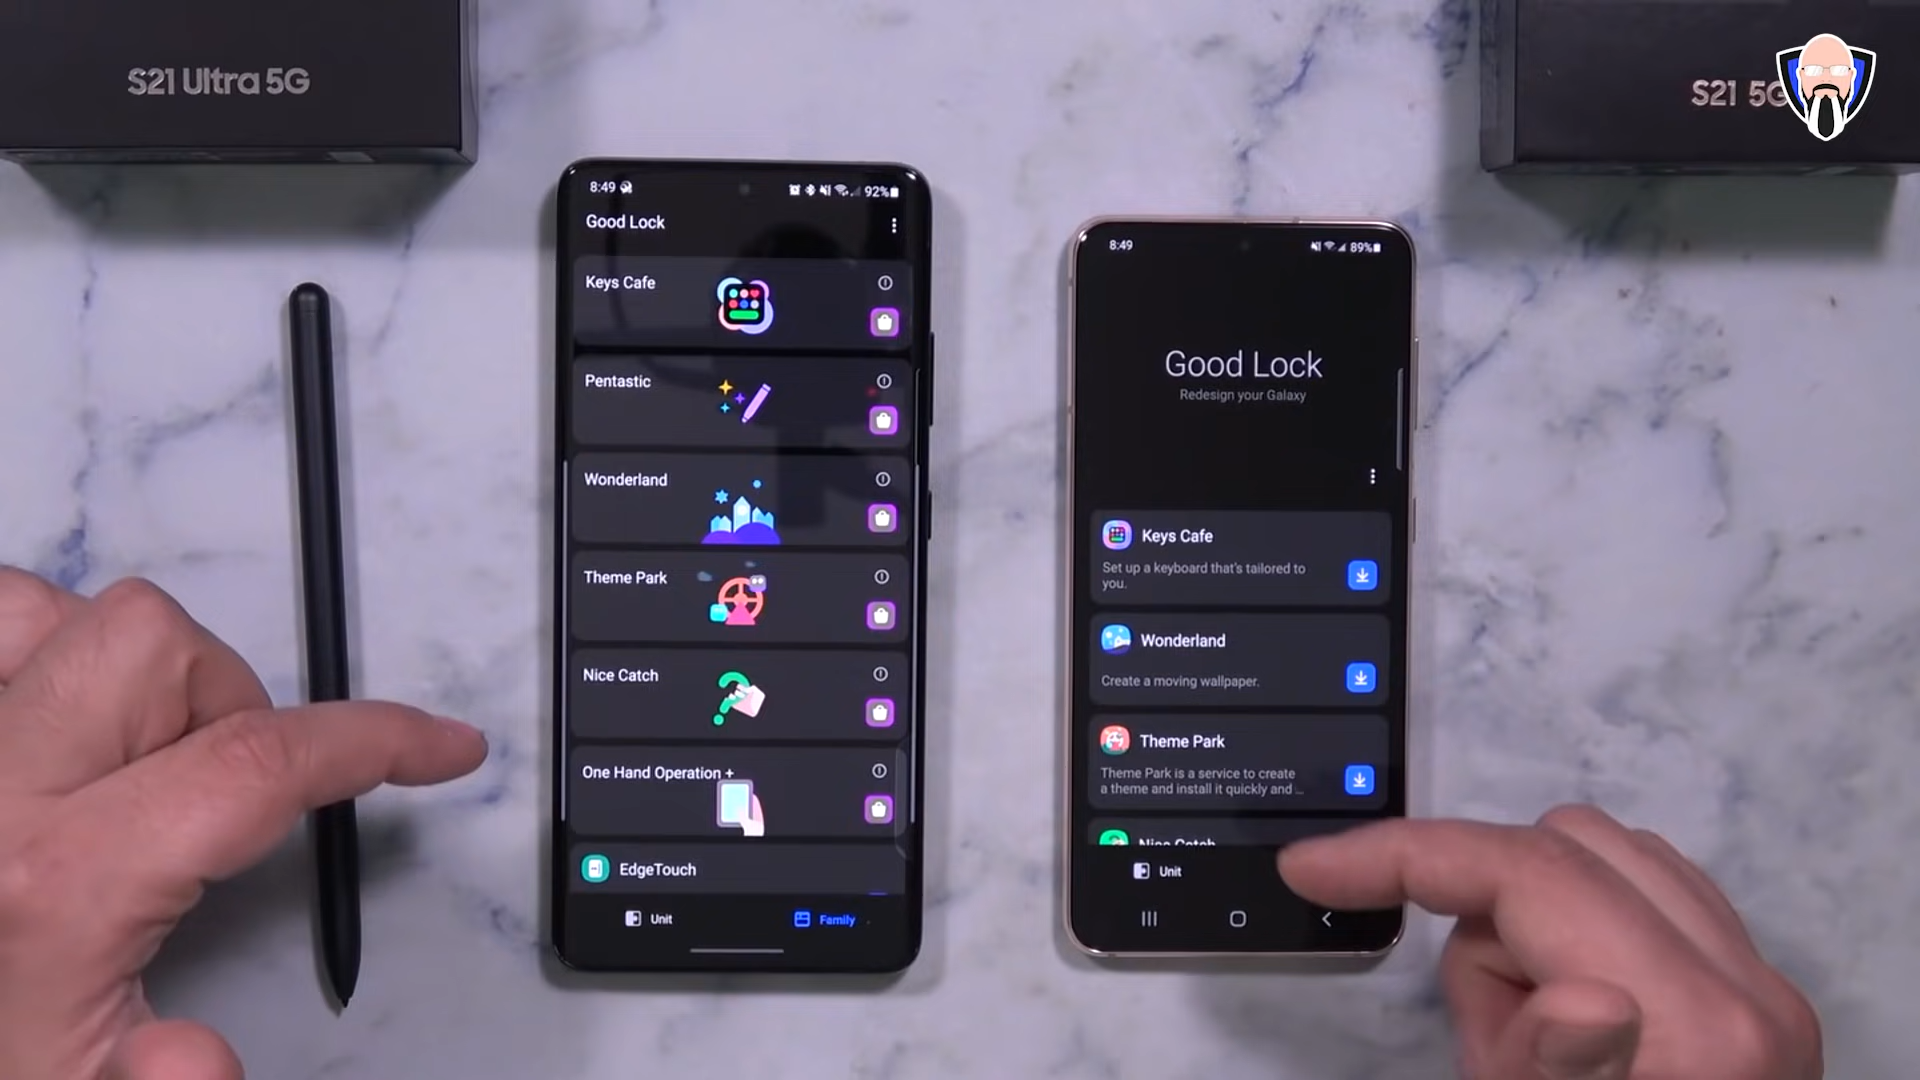 S21 Ultra 5G
S21 5G
8:49
92%
Good Lock
Keys Cafe
Pentastic
Wonderland
Theme Park
Nice Catch
One Hand Operation +
EdgeTouch
Unit
Family
8:49
89%
Good Lock
Redesign your Galaxy
Keys Cafe
Set up a keyboard that's tailored to
you.
Wonderland
Create a moving wallpaper.
Theme Park
Theme Park is a service to create
a theme and install it quickly and ...
Nice Catch
Unit